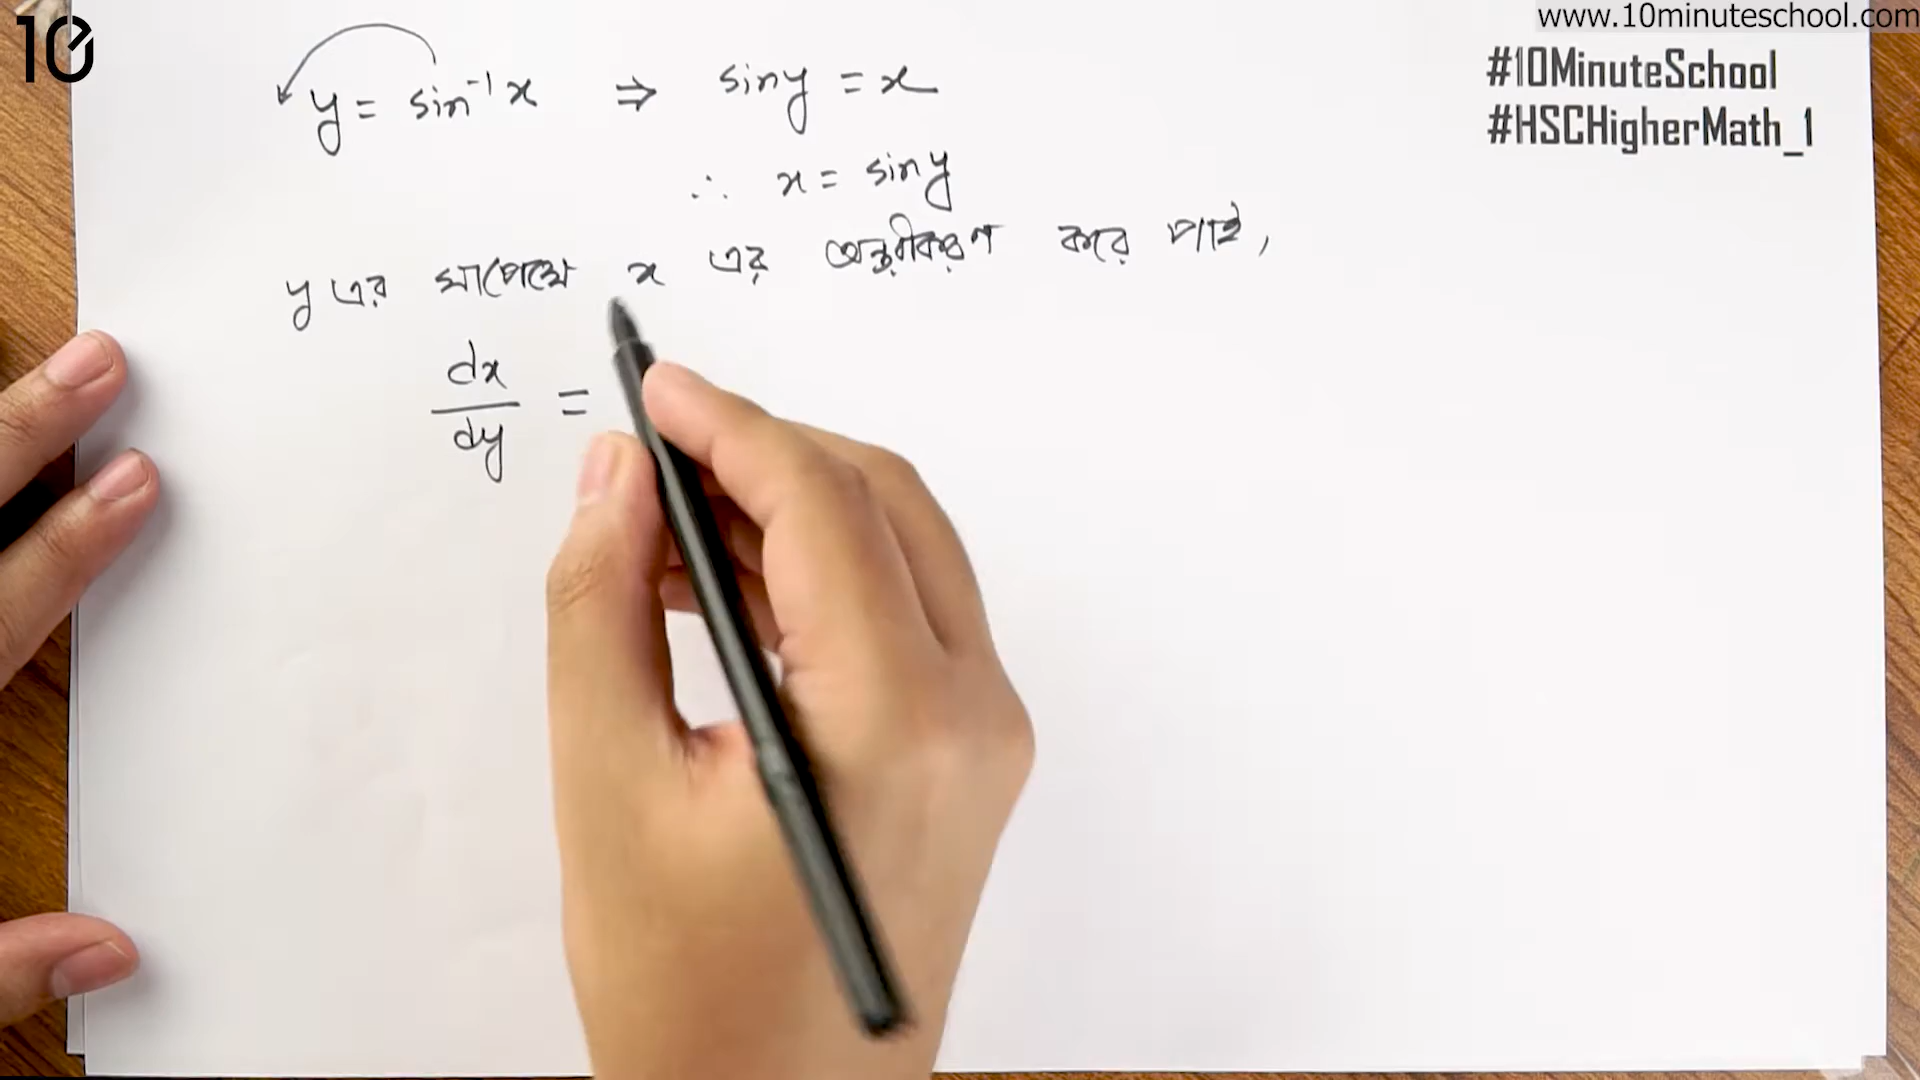 10
www.10minuteschool.com
#10MinuteSchool
#HSCHigherMath_1
y = sin⁻¹x ⇒ siny = x
∴ x = siny
y এর সাপেক্ষে x এর অন্তরীকরণ করে পাই,
dx/dy =